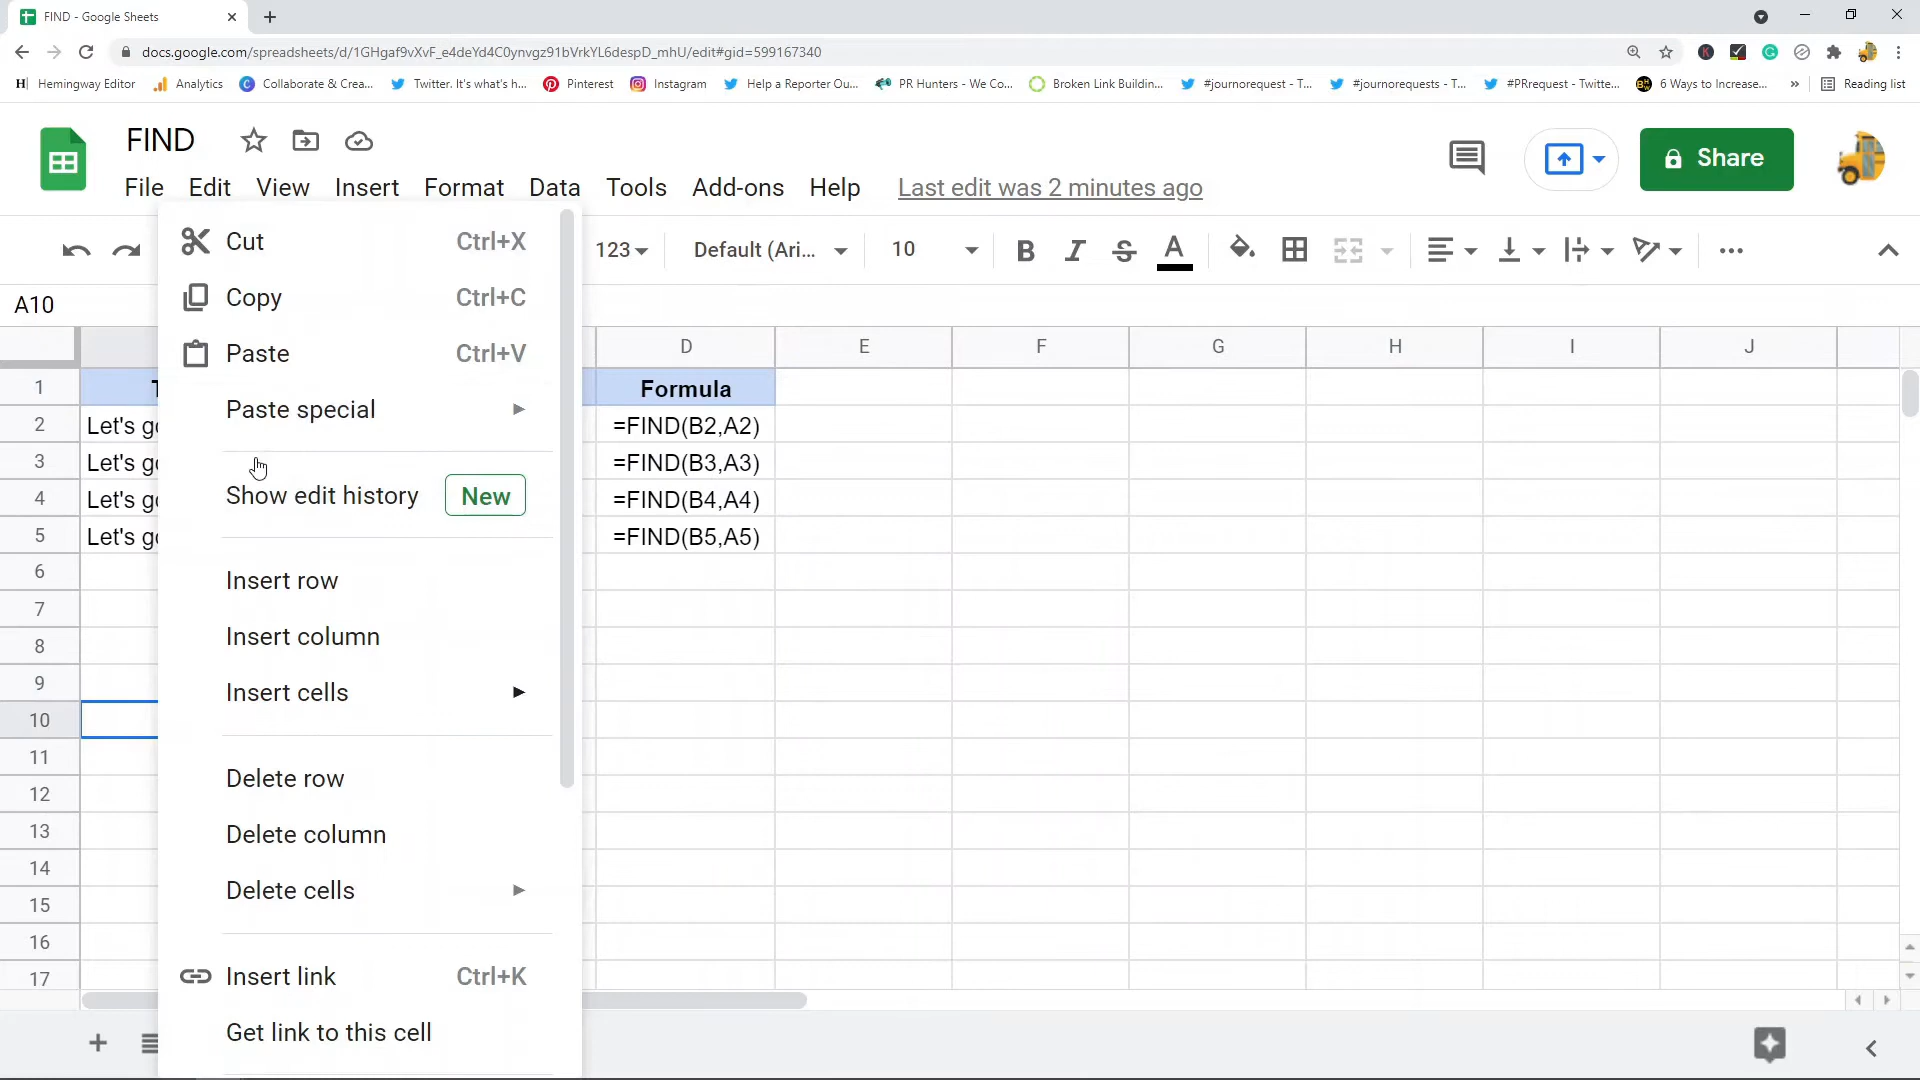 FIND - Google Sheets
docs.google.com/spreadsheets/d/1GHgaf9vXvF_e4deYd4C0ynvgz91bVrkYL6despD_mhU/edit#gid=599167340
Hemingway Editor Analytics Collaborate & Crea... Twitter. It's what's h... Pinterest Instagram Help a Reporter Ou... PR Hunters - We Co... Broken Link Building... #journorequest - T... #journorequests - T... #PRrequest - Twitte... 6 Ways to Increase... » Reading list
FIND
File Edit View Insert Format Data Tools Add-ons Help Last edit was 2 minutes ago
Share
123 Default (Ari... 10 B I S A
A10
D E F G H I J
1 Formula
2 Let's go =FIND(B2,A2)
3 Let's go =FIND(B3,A3)
4 Let's go =FIND(B4,A4)
5 Let's go =FIND(B5,A5)
6
7
8
9
10
11
12
13
14
15
16
17
Cut Ctrl+X
Copy Ctrl+C
Paste Ctrl+V
Paste special
Show edit history New
Insert row
Insert column
Insert cells
Delete row
Delete column
Delete cells
Insert link Ctrl+K
Get link to this cell